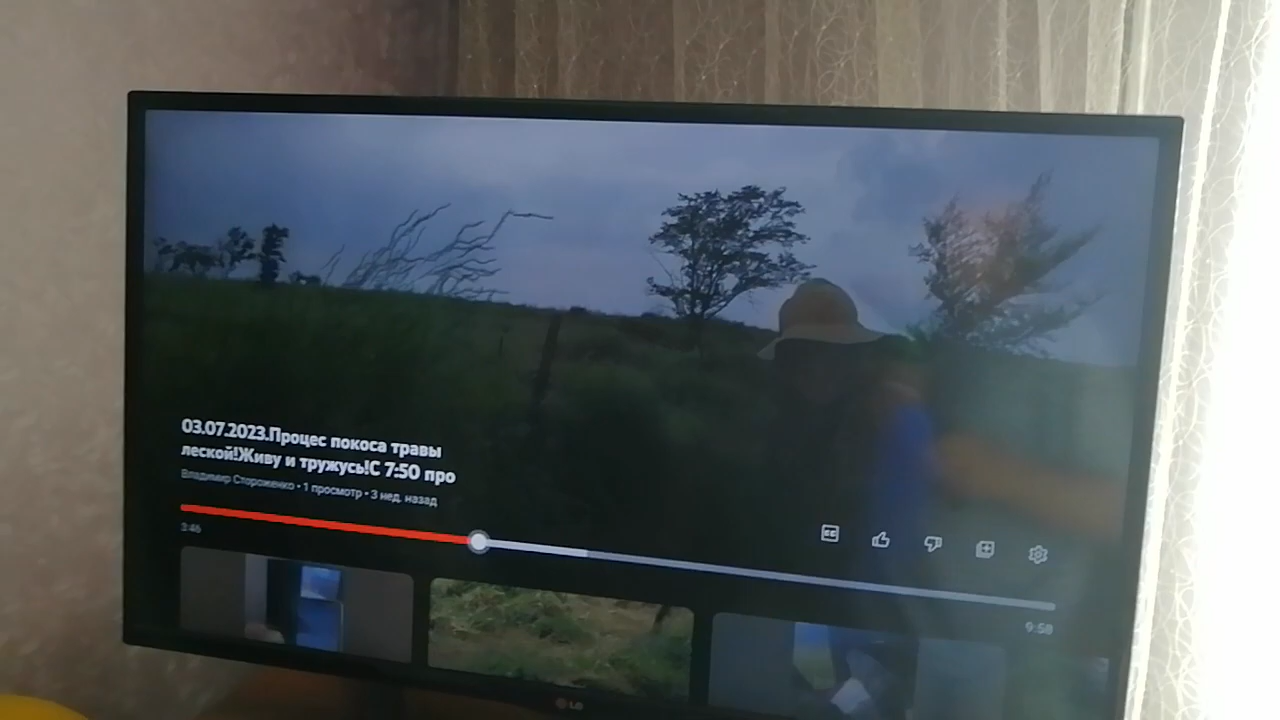 03.07.2023.Процес покоса травы
леской!Живу и тружусь!С 7:50 про
Владимир Стороженко • 1 просмотр • 3 нед. назад
3:46
CC
9:58
LG